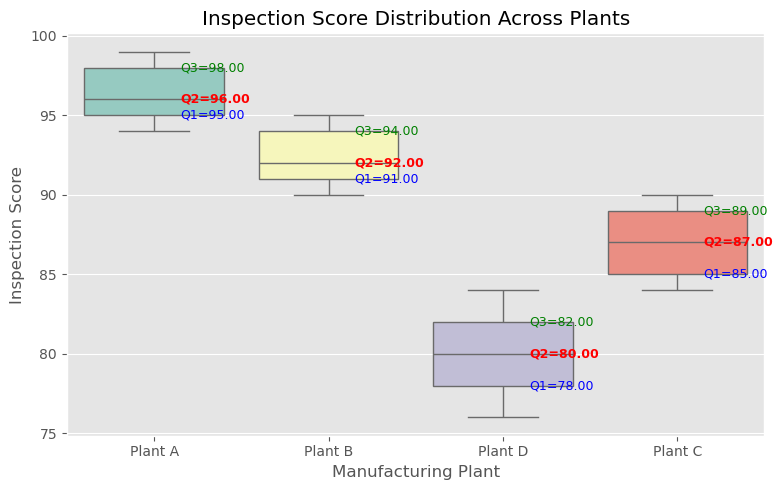 Inspection Score Distribution Across Plants
Inspection Score
100
95
90
85
80
75
Q3=98.00
Q2=96.00
Q1=95.00
Q3=94.00
Q2=92.00
Q1=91.00
Q3=82.00
Q2=80.00
Q1=78.00
Q3=89.00
Q2=87.00
Q1=85.00
Plant A
Plant B
Plant D
Plant C
Manufacturing Plant